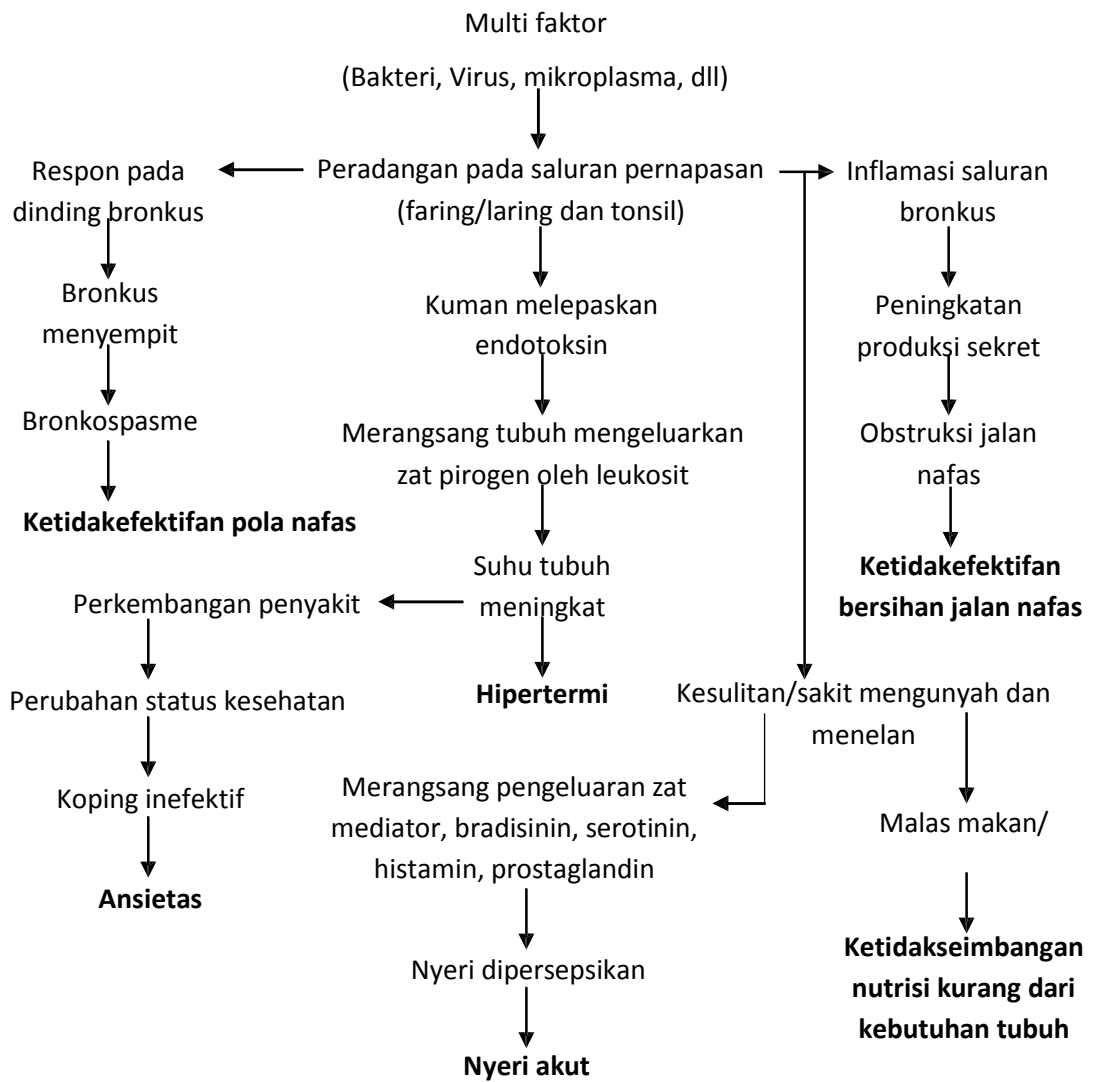 Multi faktor
(Bakteri, Virus, mikroplasma, dll)
Respon pada
dinding bronkus
Peradangan pada saluran pernapasan
(faring/laring dan tonsil)
Inflamasi saluran
bronkus
Bronkus
menyempit
Kuman melepaskan
endotoksin
Peningkatan
produksi sekret
Bronkospasme
Merangsang tubuh mengeluarkan
zat pirogen oleh leukosit
Obstruksi jalan
nafas
Ketidakefektifan pola nafas
Suhu tubuh
meningkat
Ketidakefektifan
bersihan jalan nafas
Perkembangan penyakit
Perubahan status kesehatan
Hipertermi
Kesulitan/sakit mengunyah dan
menelan
Koping inefektif
Merangsang pengeluaran zat
mediator, bradisinin, serotinin,
histamin, prostaglandin
Malas makan/
Ansietas
Nyeri dipersepsikan
Ketidakseimbangan
nutrisi kurang dari
kebutuhan tubuh
Nyeri akut